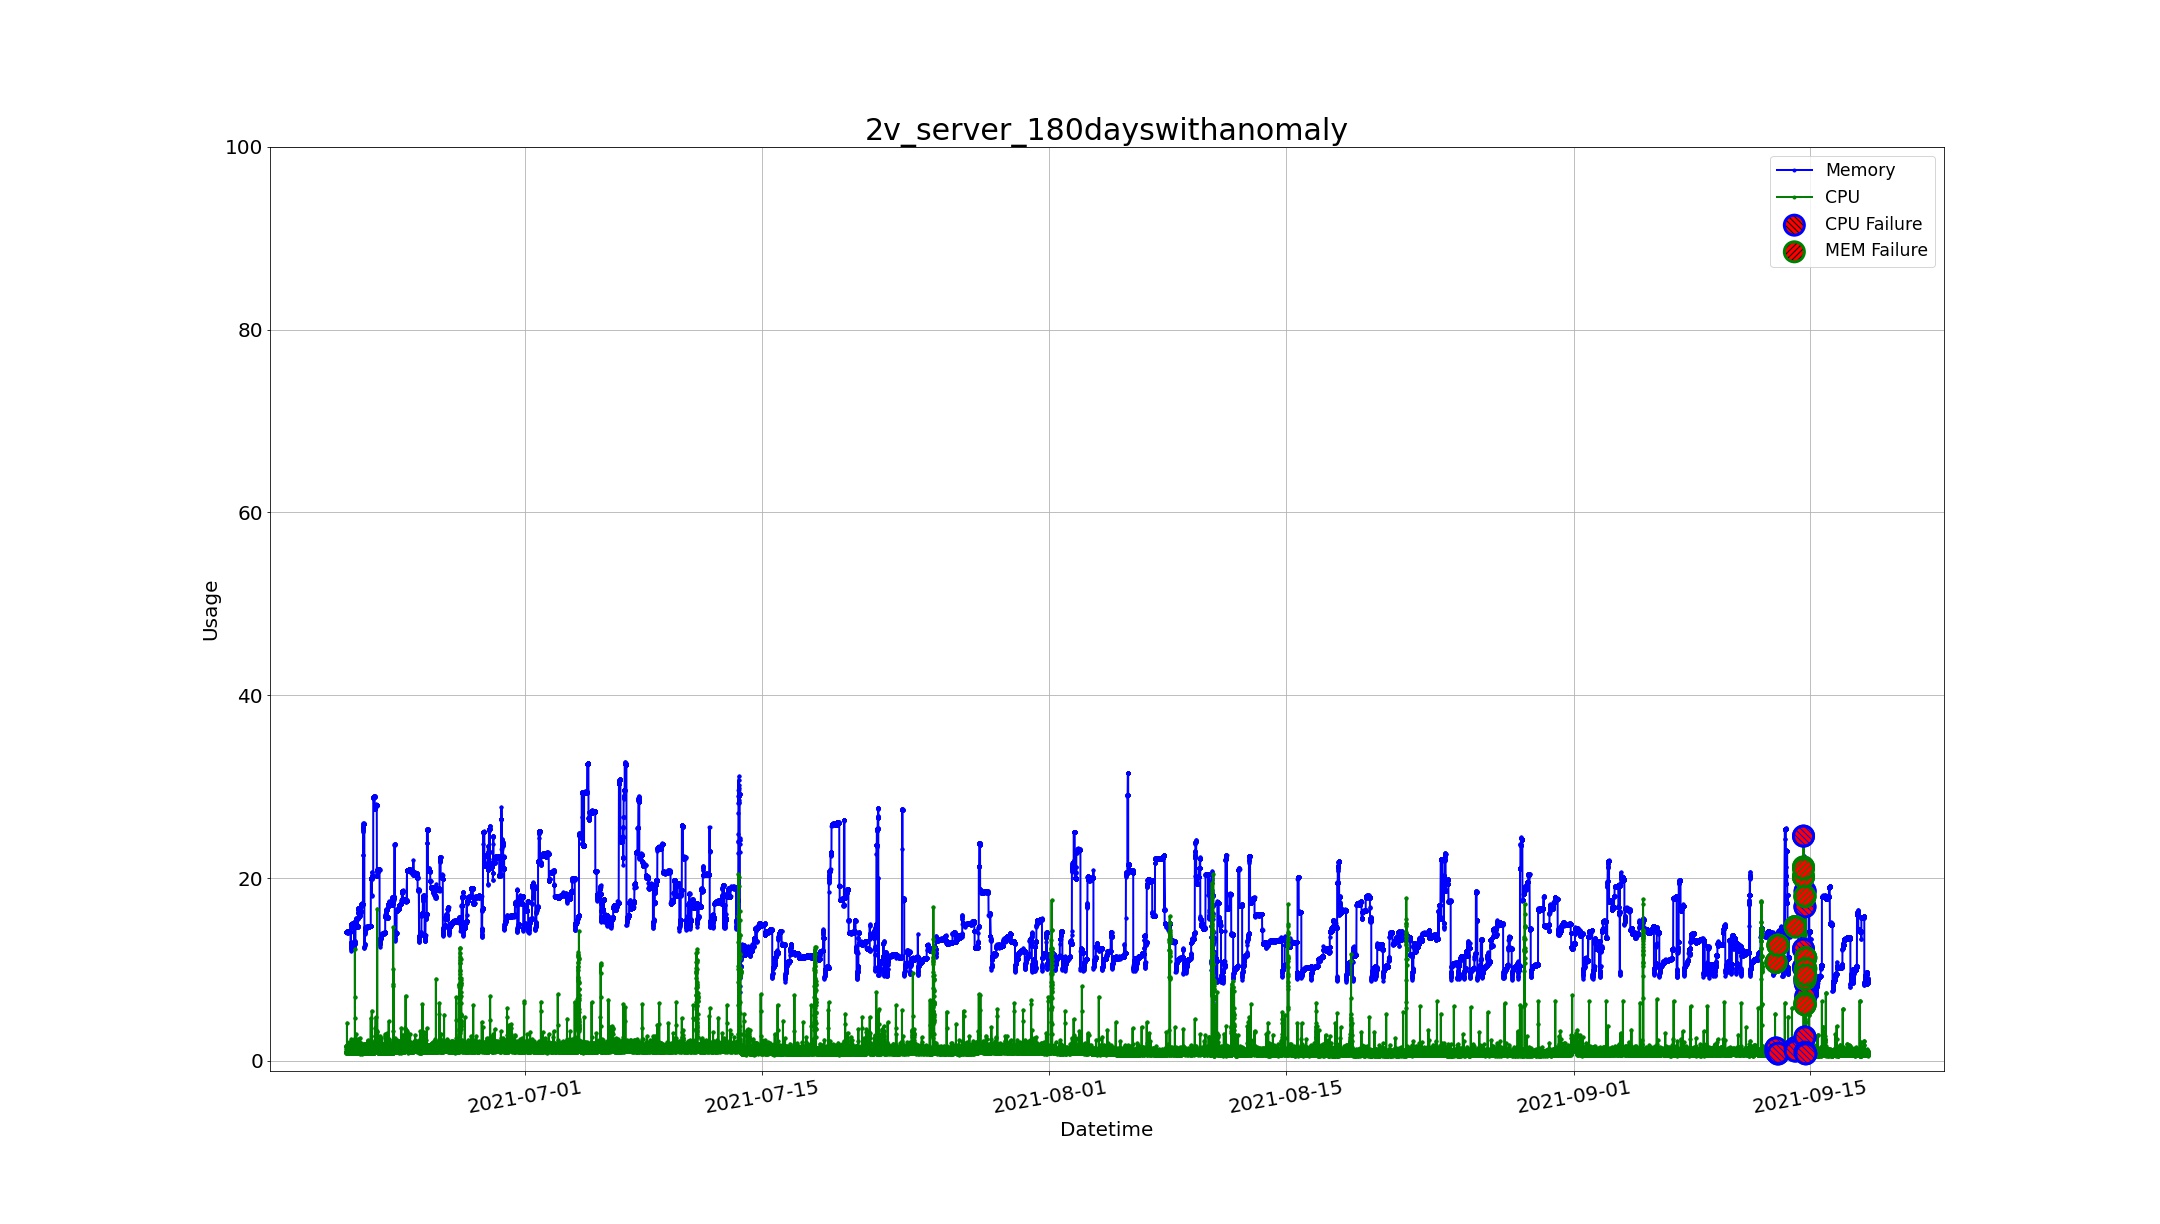 2v_server_180dayswithanomaly
100
80
60
40
20
0
Usage
Memory
CPU
CPU Failure
MEM Failure
2021-07-01
2021-07-15
2021-08-01
2021-08-15
2021-09-01
2021-09-15
Datetime